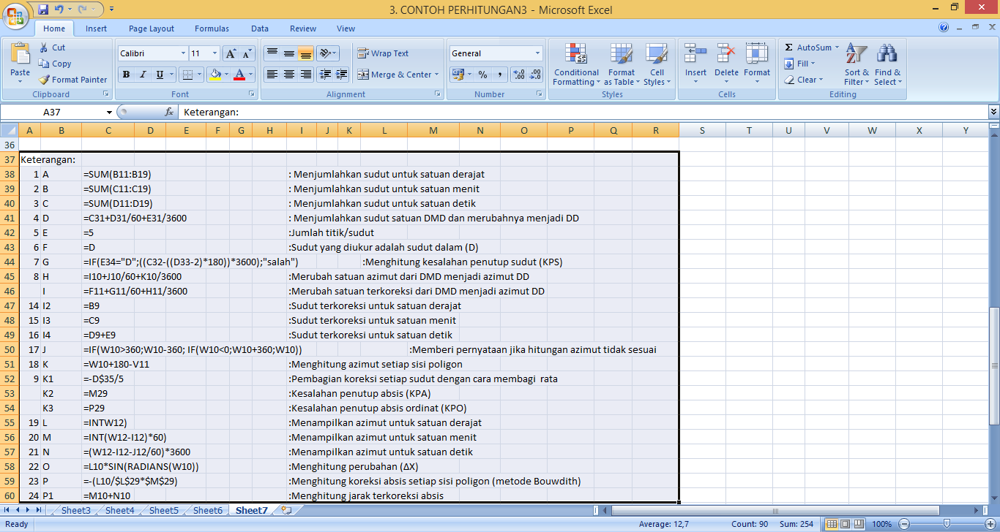 3. CONTOH PERHITUNGAN3 - Microsoft Excel
Home Insert Page Layout Formulas Data Review View
Cut Calibri 11 Wrap Text General AutoSum
Copy Fill
Paste Format Painter Merge & Center Conditional Formatting Format as Table Cell Styles Insert Delete Format Clear Sort & Filter Find & Select
Clipboard Font Alignment Number Styles Cells Editing
A37 fx Keterangan:
A B C D E F G H I J K L M N O P Q R S T U V W X Y
36
37 Keterangan:
38 1 A =SUM(B11:B19) : Menjumlahkan sudut untuk satuan derajat
39 2 B =SUM(C11:C19) : Menjumlahkan sudut untuk satuan menit
40 3 C =SUM(D11:D19) : Menjumlahkan sudut untuk satuan detik
41 4 D =C31+D31/60+E31/3600 : Menjumlahkan sudut satuan DMD dan merubahnya menjadi DD
42 5 E =5 :Jumlah titik/sudut
43 6 F =D :Sudut yang diukur adalah sudut dalam (D)
44 7 G =IF(E34="D";((C32-((D33-2)*180))*3600);"salah") :Menghitung kesalahan penutup sudut (KPS)
45 8 H =I10+J10/60+K10/3600 :Merubah satuan azimut dari DMD menjadi azimut DD
46 I =F11+G11/60+H11/3600 :Merubah satuan terkoreksi dari DMD menjadi azimut DD
47 14 I2 =B9 :Sudut terkoreksi untuk satuan derajat
48 15 I3 =C9 :Sudut terkoreksi untuk satuan menit
49 16 I4 =D9+E9 :Sudut terkoreksi untuk satuan detik
50 17 J =IF(W10>360;W10-360; IF(W10<0;W10+360;W10)) :Memberi pernyataan jika hitungan azimut tidak sesuai
51 18 K =W10+180-V11 :Menghitung azimut setiap sisi poligon
52 9 K1 =-D$35/5 :Pembagian koreksi setiap sudut dengan cara membagi rata
53 K2 =M29 :Kesalahan penutup absis (KPA)
54 K3 =P29 :Kesalahan penutup absis ordinat (KPO)
55 19 L =INTW12) :Menampilkan azimut untuk satuan derajat
56 20 M =INT(W12-I12)*60) :Menampilkan azimut untuk satuan menit
57 21 N =(W12-I12-J12/60)*3600 :Menampilkan azimut untuk satuan detik
58 22 O =L10*SIN(RADIANS(W10)) :Menghitung perubahan (ΔX)
59 23 P =-(L10/$L$29*$M$29) :Menghitung koreksi absis setiap sisi poligon (metode Bouwdith)
60 24 P1 =M10+N10 :Menghitung jarak terkoreksi absis
Sheet3 Sheet4 Sheet5 Sheet6 Sheet7
Ready Average: 12,7 Count: 90 Sum: 254 100%